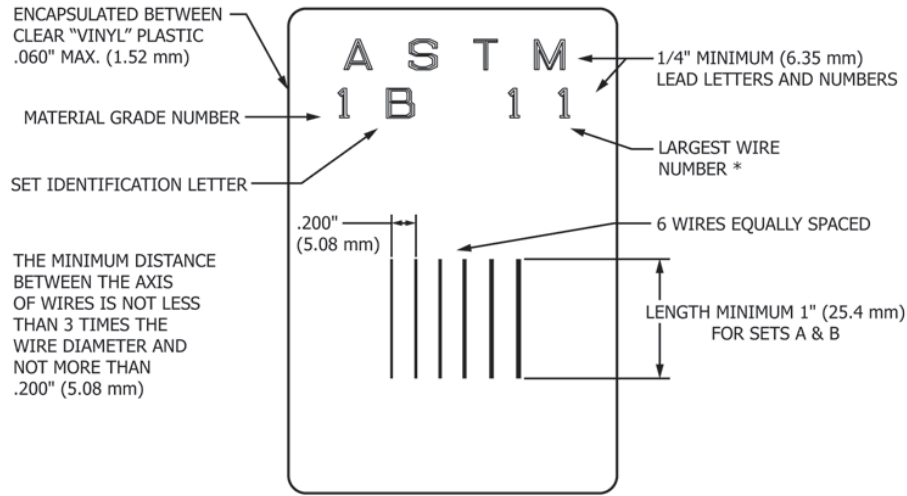 ENCAPSULATED BETWEEN
CLEAR “VINYL” PLASTIC
.060" MAX. (1.52 mm)
A S T M
1/4" MINIMUM (6.35 mm)
LEAD LETTERS AND NUMBERS
1 B 1 1
MATERIAL GRADE NUMBER
LARGEST WIRE
NUMBER *
SET IDENTIFICATION LETTER
.200"
(5.08 mm)
6 WIRES EQUALLY SPACED
THE MINIMUM DISTANCE
BETWEEN THE AXIS
OF WIRES IS NOT LESS
THAN 3 TIMES THE
WIRE DIAMETER AND
NOT MORE THAN
.200" (5.08 mm)
LENGTH MINIMUM 1" (25.4 mm)
FOR SETS A & B